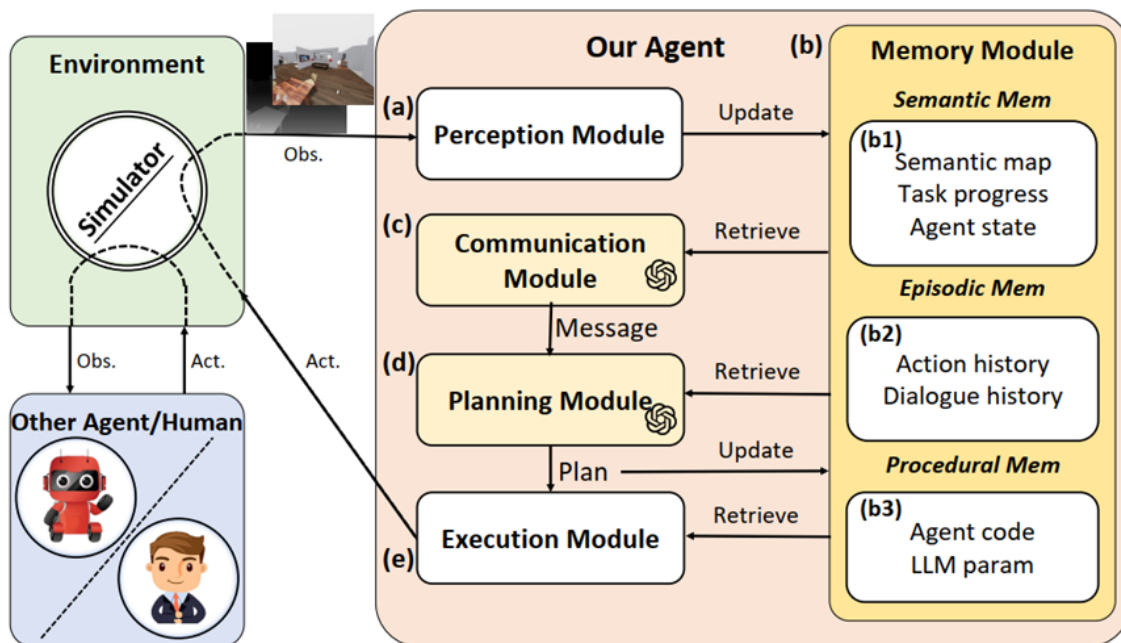 Environment
Simulator
Obs.
Act.
Other Agent/Human
Obs.
Act.
Our Agent
(a)
Perception Module
Update
(c)
Communication
Module
Retrieve
Message
(d)
Planning Module
Retrieve
Plan
Update
(e)
Execution Module
Retrieve
(b)
Memory Module
Semantic Mem
(b1)
Semantic map
Task progress
Agent state
Episodic Mem
(b2)
Action history
Dialogue history
Procedural Mem
(b3)
Agent code
LLM param